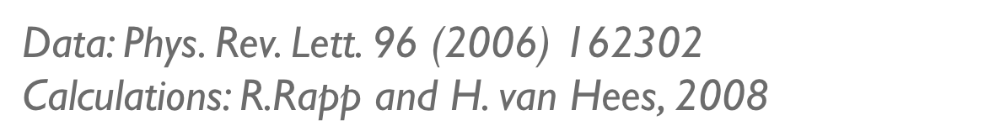 Data: Phys. Rev. Lett. 96 (2006) 162302
Calculations: R.Rapp and H. van Hees, 2008